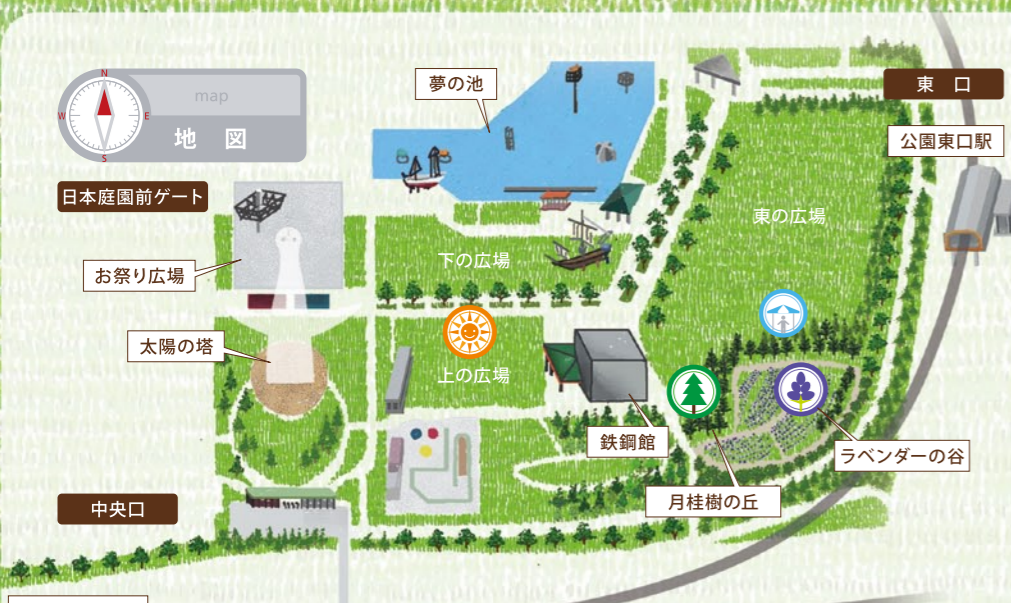 N
W
E
S
map
地 図
夢の池
東 口
公園東口駅
日本庭園前ゲート
東の広場
お祭り広場
下の広場
太陽の塔
上の広場
鉄鋼館
ラベンダーの谷
月桂樹の丘
中央口